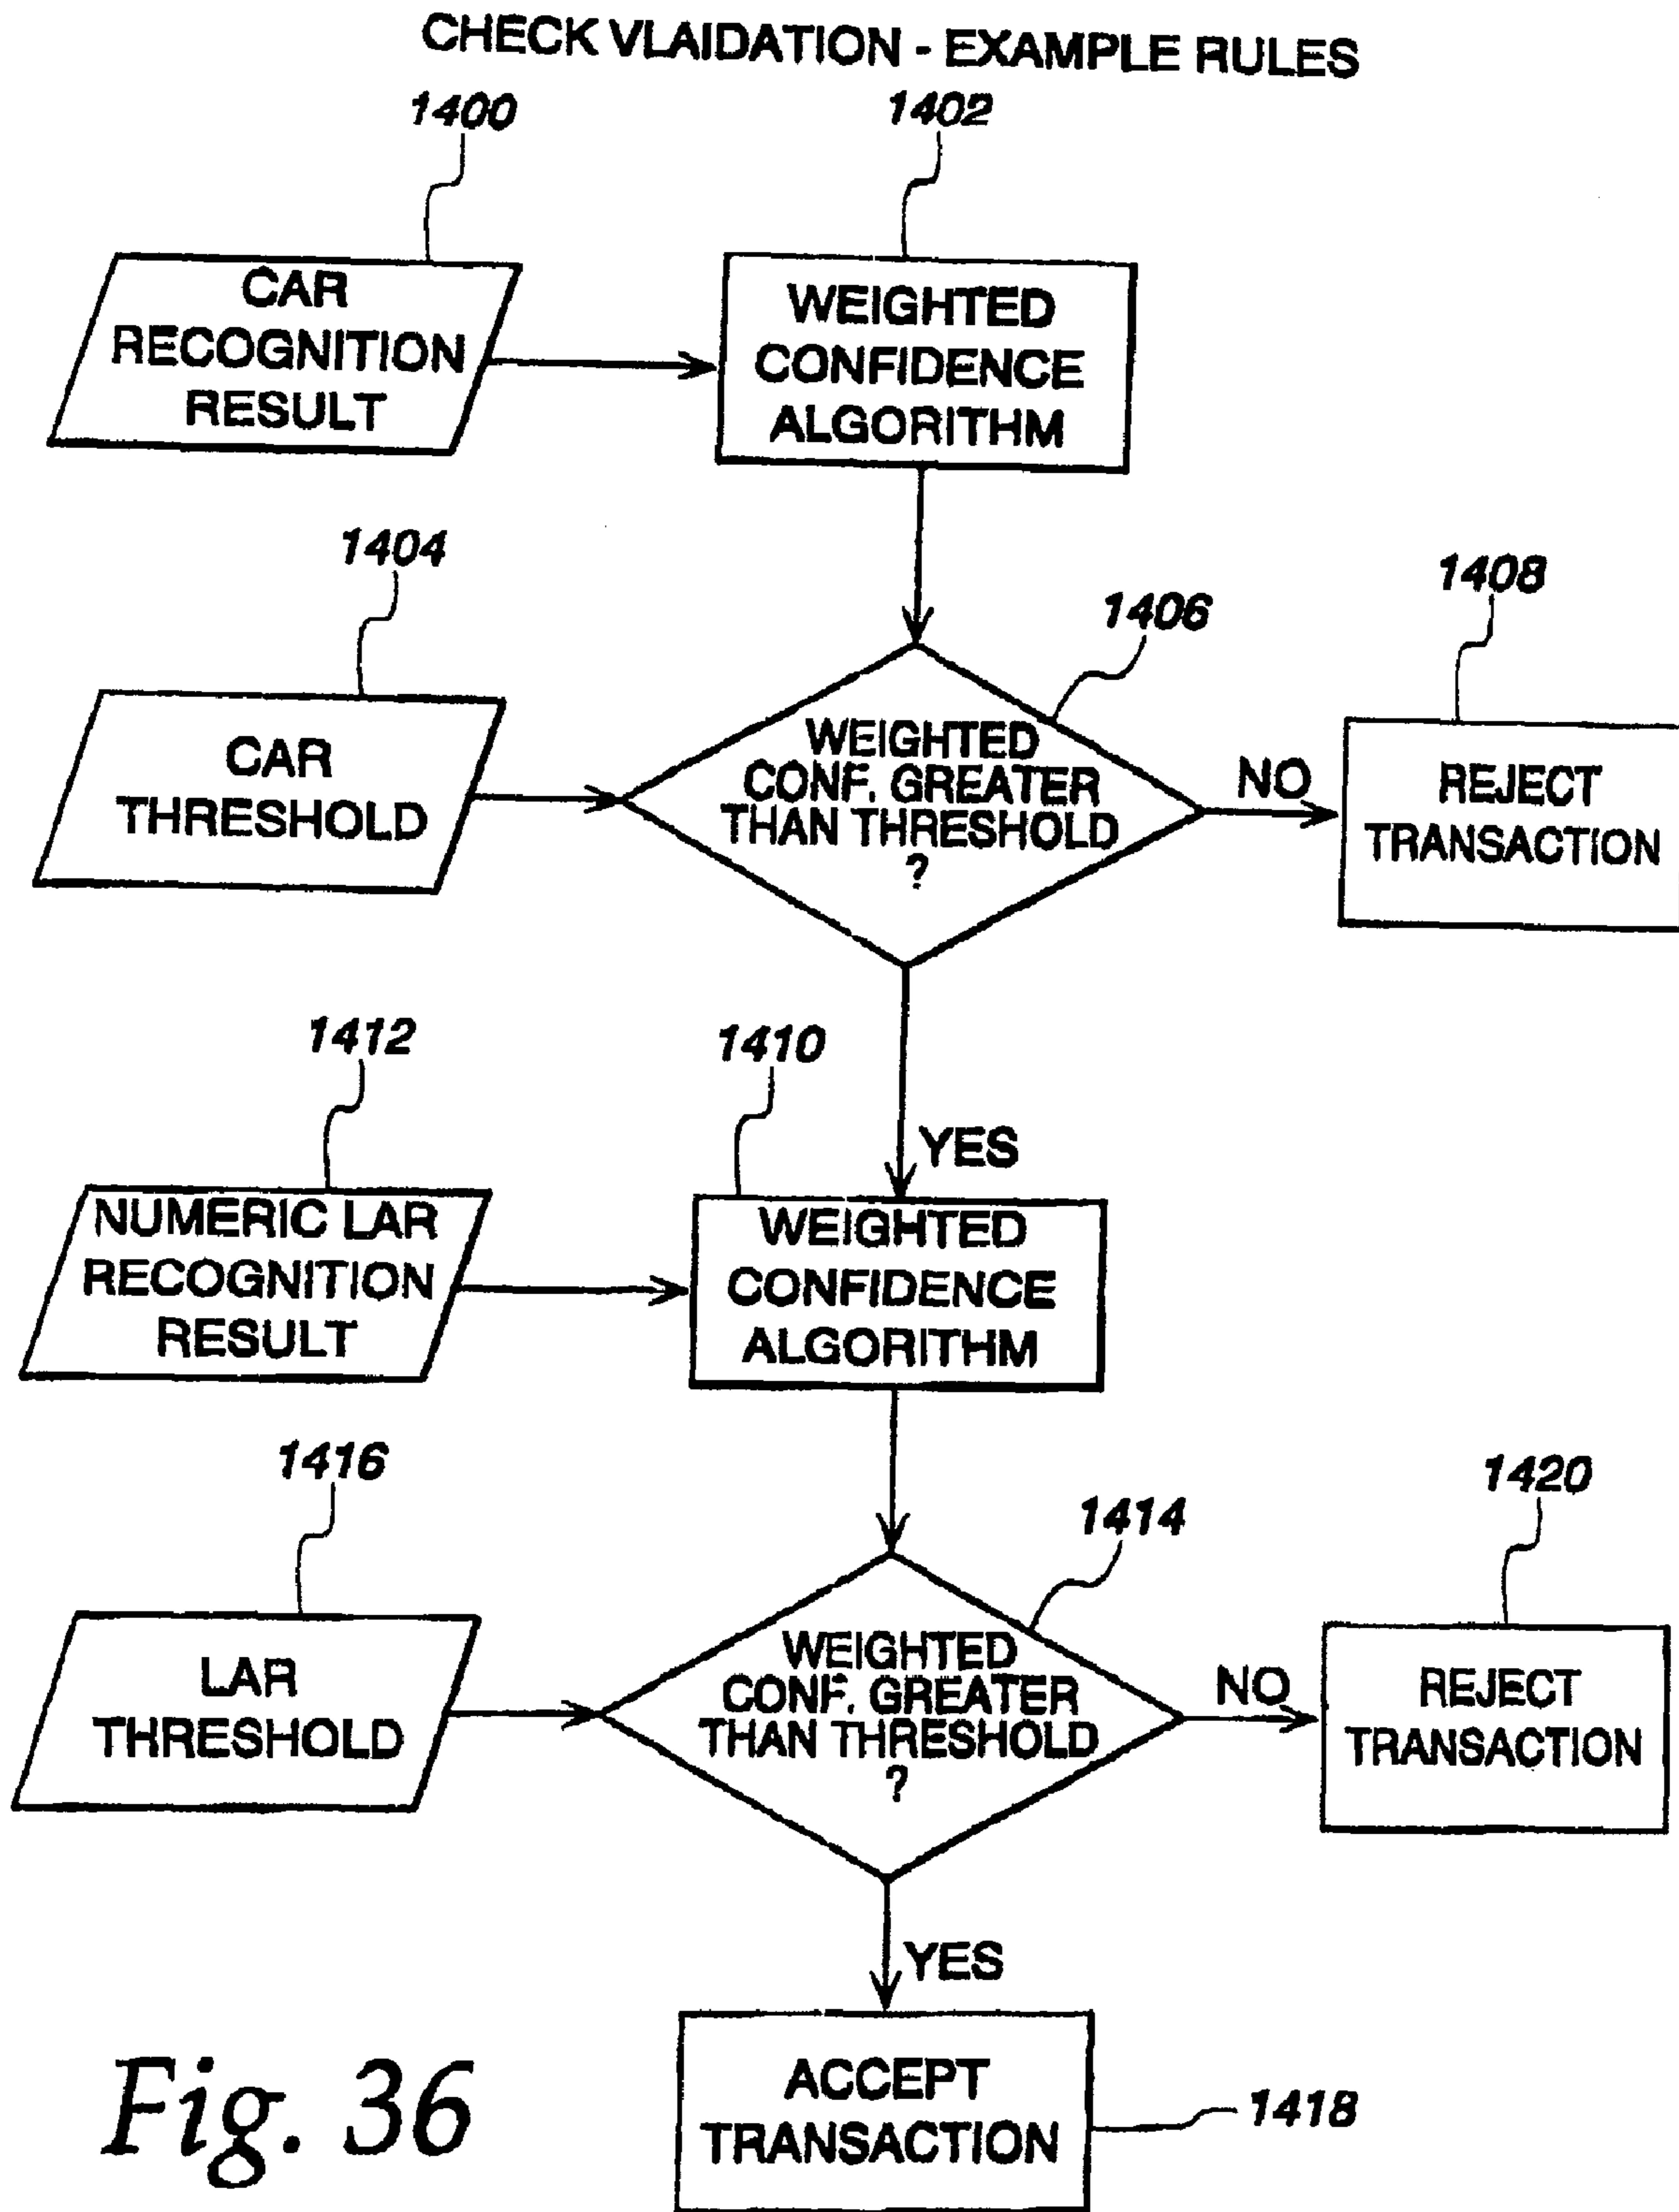 CHECK VLAIDATION - EXAMPLE RULES
1400
1402
CAR
RECOGNITION
RESULT
WEIGHTED
CONFIDENCE
ALGORITHM
1404
1406
1408
CAR
THRESHOLD
WEIGHTED
CONF. GREATER
THAN THRESHOLD
?
NO
REJECT
TRANSACTION
1412
1410
YES
NUMERIC LAR
RECOGNITION
RESULT
WEIGHTED
CONFIDENCE
ALGORITHM
1416
1414
1420
LAR
THRESHOLD
WEIGHTED
CONF. GREATER
THAN THRESHOLD
?
NO
REJECT
TRANSACTION
YES
ACCEPT
TRANSACTION
1418
Fig. 36